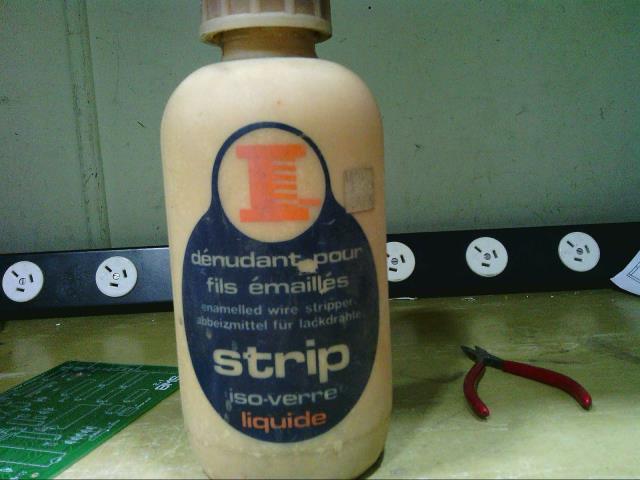 dénudant pour
fils émaillés
enamelled wire stripper
abbeizmittel für lackdrähte
strip
iso-verre
liquide